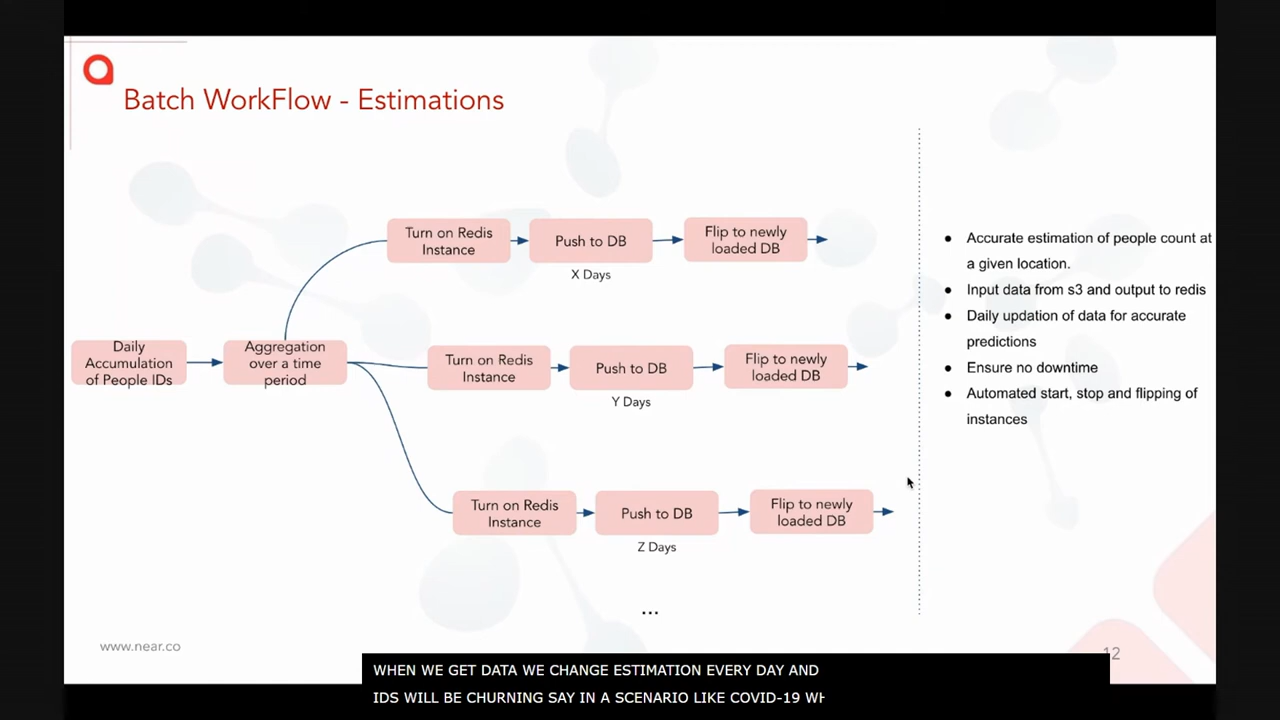 Batch WorkFlow - Estimations
Turn on Redis
Instance
Push to DB
Flip to newly
loaded DB
X Days
Daily
Accumulation
of People IDs
Aggregation
over a time
period
Turn on Redis
Instance
Push to DB
Flip to newly
loaded DB
Y Days
Turn on Redis
Instance
Push to DB
Flip to newly
loaded DB
Z Days
...
● Accurate estimation of people count at
a given location.
● Input data from s3 and output to redis
● Daily updation of data for accurate
predictions
● Ensure no downtime
● Automated start, stop and flipping of
instances
www.near.co
12
WHEN WE GET DATA WE CHANGE ESTIMATION EVERY DAY AND
IDS WILL BE CHURNING SAY IN A SCENARIO LIKE COVID-19